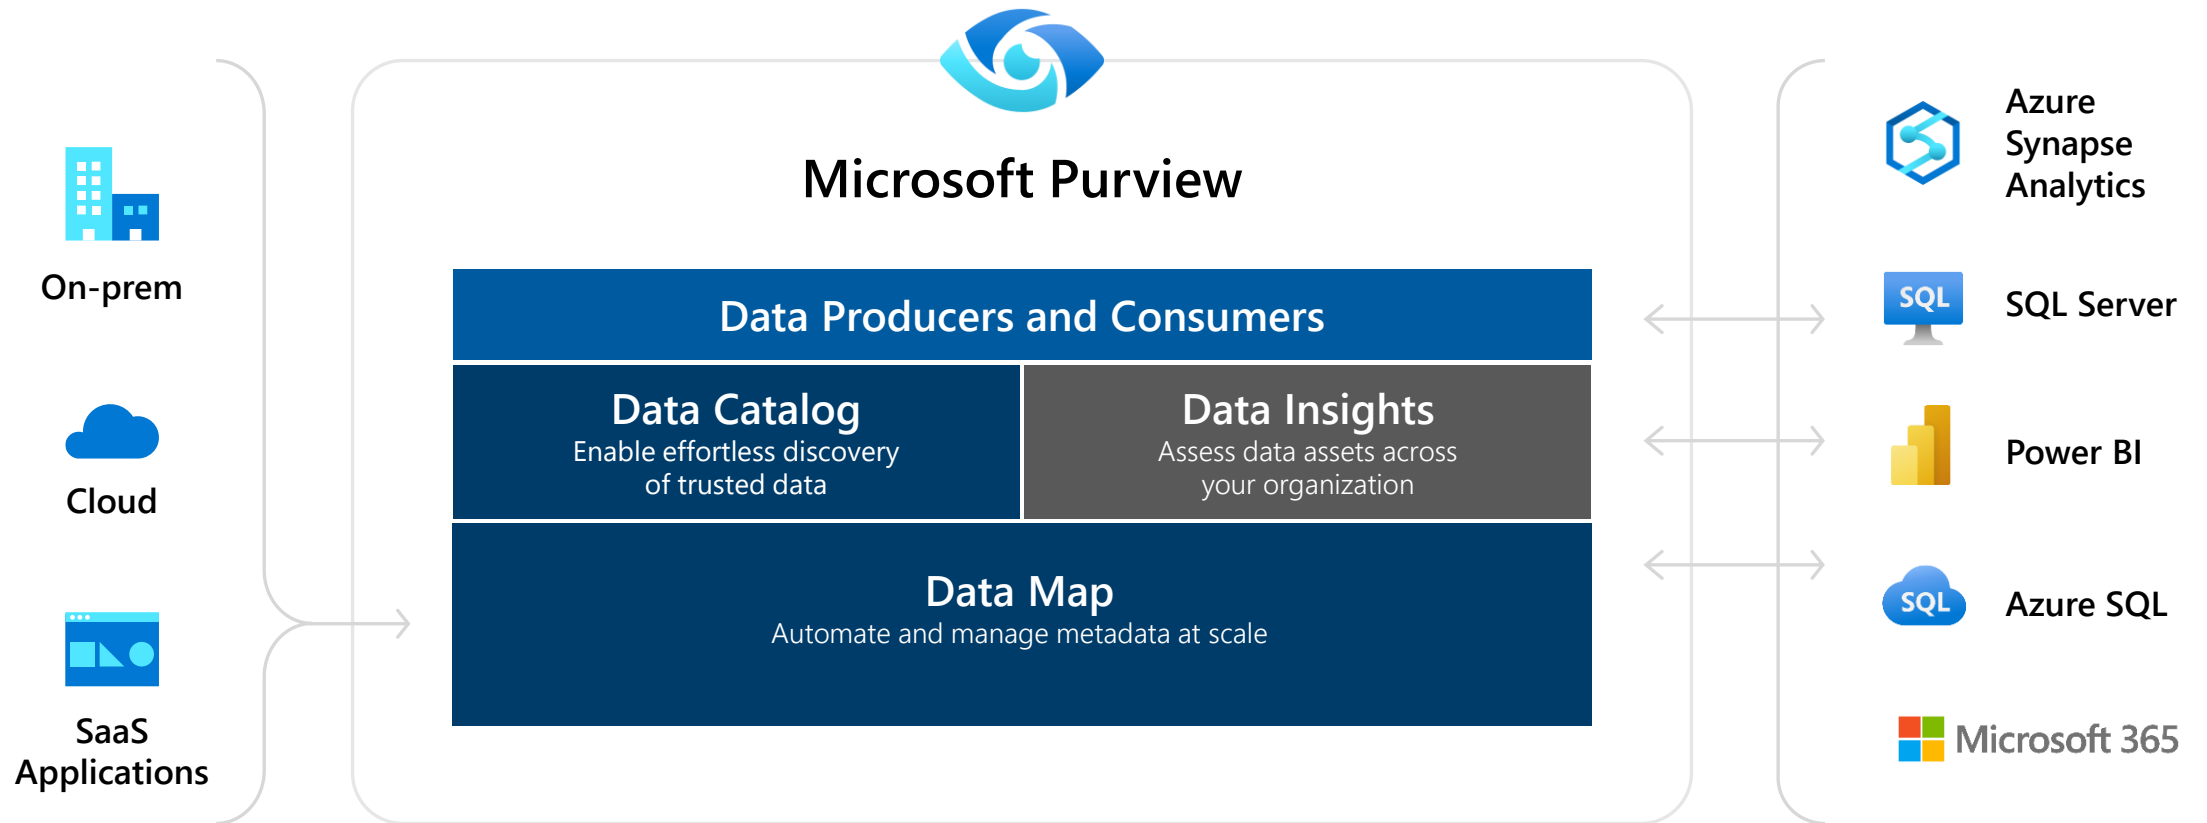 On-prem
Cloud
SaaS
Applications
Microsoft Purview
Data Producers and Consumers
Data Catalog
Enable effortless discovery
of trusted data
Data Insights
Assess data assets across
your organization
Data Map
Automate and manage metadata at scale
Azure
Synapse
Analytics
SQL
SQL Server
Power BI
SQL
Azure SQL
Microsoft 365